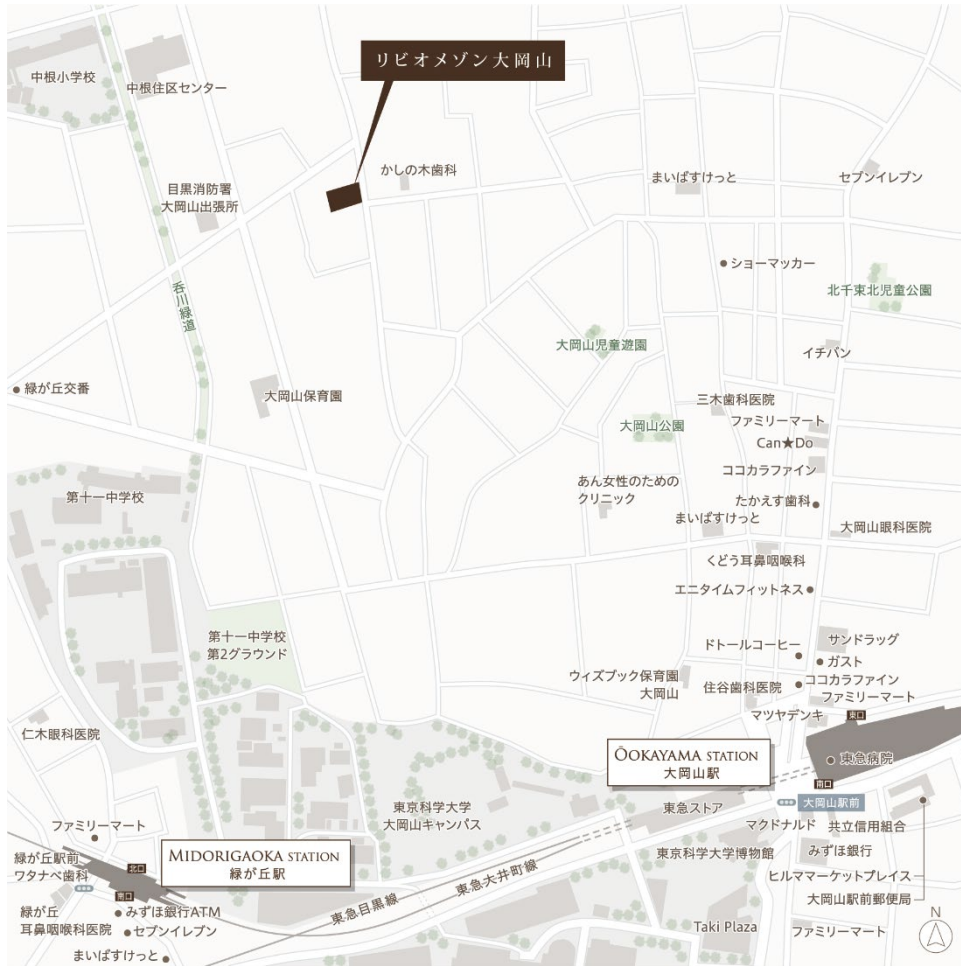 リビオメゾン大岡山
中根小学校
中根住区センター
かしの木歯科
まいばすけっと
セブンイレブン
目黒消防署
大岡山出張所
ショーマッカー
北千束北児童公園
呑川緑道
大岡山児童遊園
イチバン
緑が丘交番
大岡山保育園
三木歯科医院
ファミリーマート
大岡山公園
Can★Do
ココカラファイン
あん女性のための
クリニック
たかえす歯科
第十一中学校
まいばすけっと
大岡山眼科医院
くどう耳鼻咽喉科
エニタイムフィットネス
第十一中学校
第2グラウンド
ドトールコーヒー
サンドラッグ
ガスト
ウィズブック保育園
大岡山
住谷歯科医院
ココカラファイン
ファミリーマート
マツヤデンキ
東口
仁木眼科医院
ŌOKAYAMA STATION
大岡山駅
東急病院
南口
東京科学大学
大岡山キャンパス
東急ストア
大岡山駅前
マクドナルド
共立信用組合
ファミリーマート
MIDORIGAOKA STATION
緑が丘駅
東京科学大学博物館
みずほ銀行
緑が丘駅前
ワタナベ歯科
北口
南口
東急目黒線
東急大井町線
ヒルママーケットプレイス
大岡山駅前郵便局
緑が丘
耳鼻咽喉科医院
みずほ銀行ATM
セブンイレブン
まいばすけっと
Taki Plaza
ファミリーマート
N